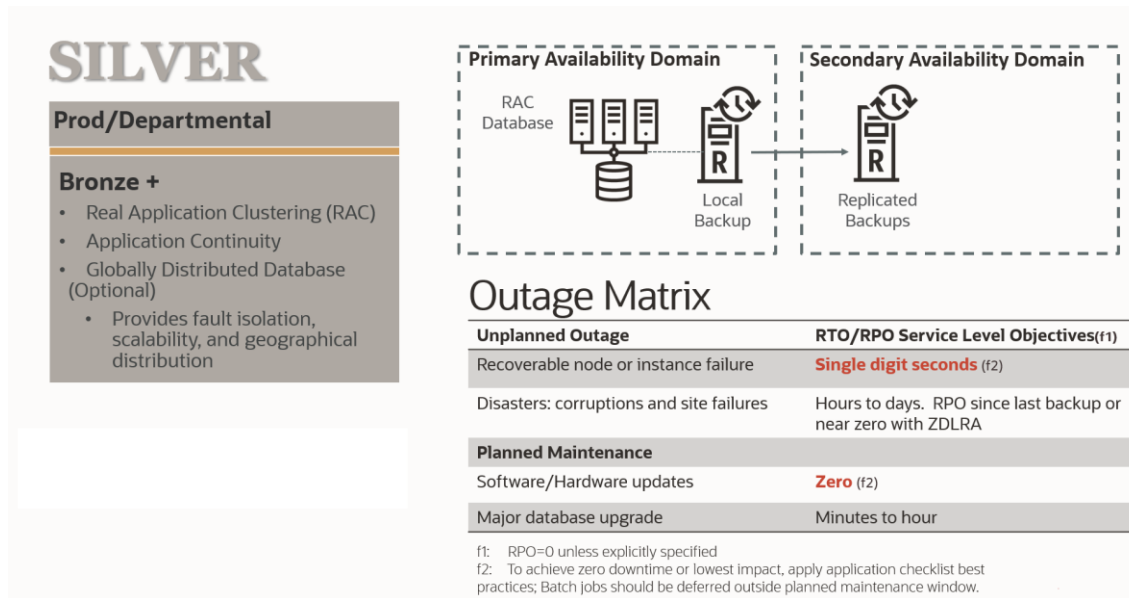 SILVER
Prod/Departmental
Bronze +
• Real Application Clustering (RAC)
• Application Continuity
• Globally Distributed Database
(Optional)
• Provides fault isolation,
scalability, and geographical
distribution
Primary Availability Domain
RAC
Database
R
Local
Backup
Secondary Availability Domain
R
Replicated
Backups
Outage Matrix
Unplanned Outage RTO/RPO Service Level Objectives(f1)
Recoverable node or instance failure Single digit seconds (f2)
Disasters: corruptions and site failures Hours to days. RPO since last backup or
near zero with ZDLRA
Planned Maintenance
Software/Hardware updates Zero (f2)
Major database upgrade Minutes to hour
f1: RPO=0 unless explicitly specified
f2: To achieve zero downtime or lowest impact, apply application checklist best
practices; Batch jobs should be deferred outside planned maintenance window.